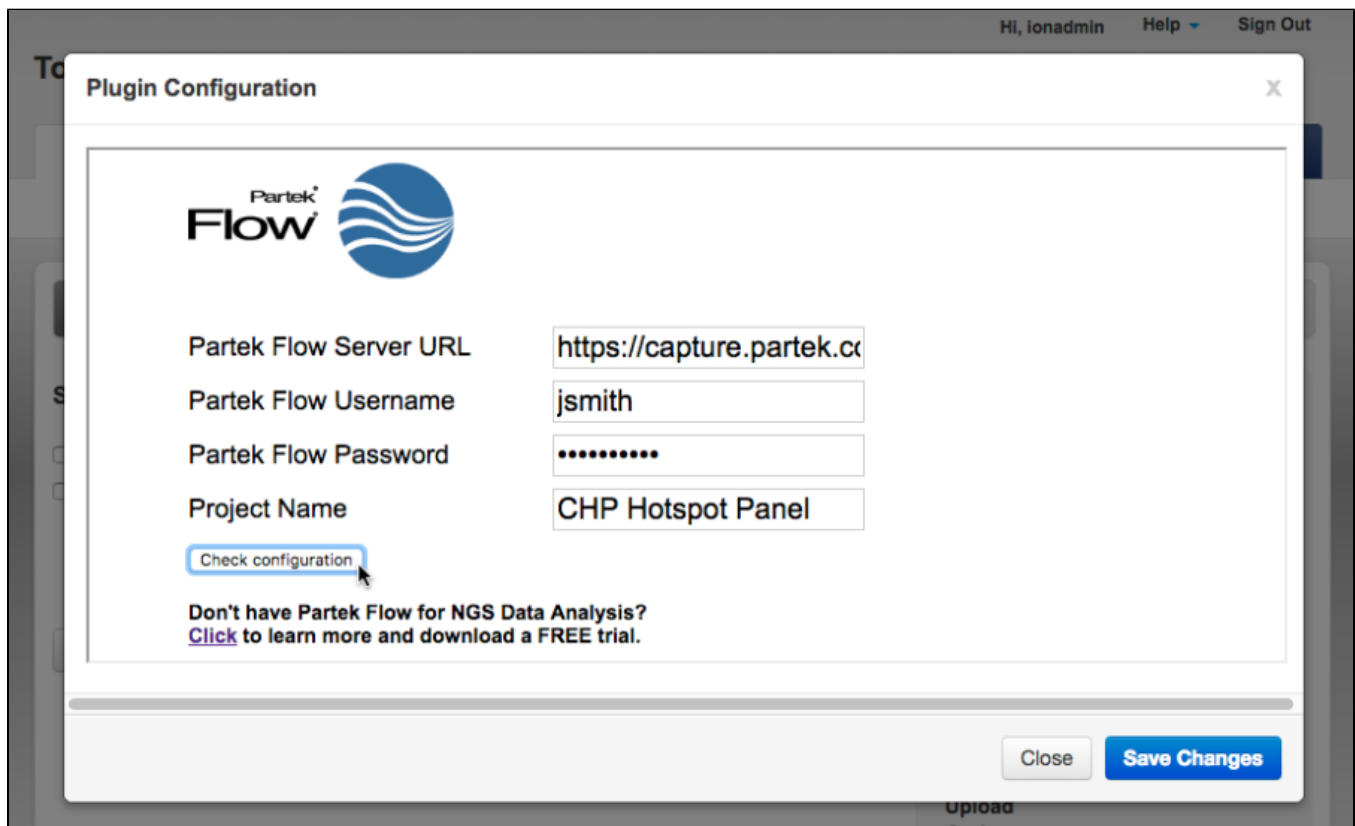 Hi, ionadmin Help Sign Out
To
Plugin Configuration x
Partek
Flow
Partek Flow Server URL https://capture.partek.co
Partek Flow Username jsmith
Partek Flow Password ••••••••••
Project Name CHP Hotspot Panel
Check configuration
Don't have Partek Flow for NGS Data Analysis?
Click to learn more and download a FREE trial.
Close Save Changes
Upload